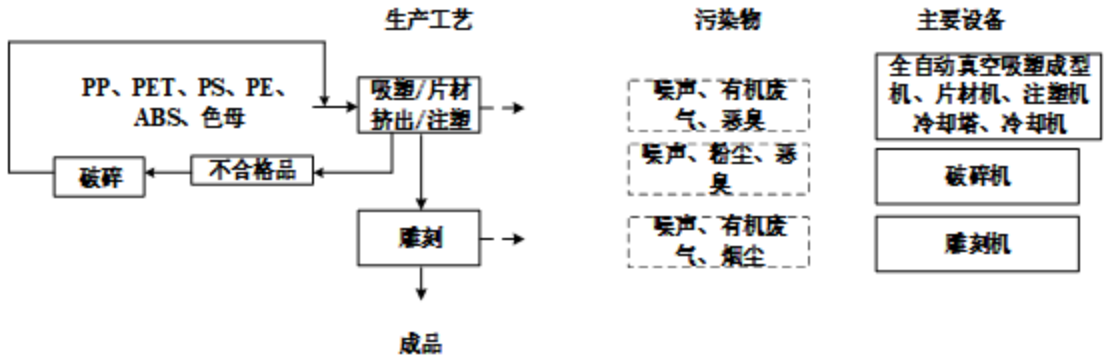 生产工艺
污染物
主要设备
PP、PET、PS、PE、
ABS、色母
吸塑/片材
挤出/注塑
噪声、有机废
气、恶臭
全自动真空吸塑成型
机、片材机、注塑机
冷却塔、冷却机
破碎
不合格品
噪声、粉尘、恶
臭
破碎机
雕刻
噪声、有机废
气、烟尘
雕刻机
成品